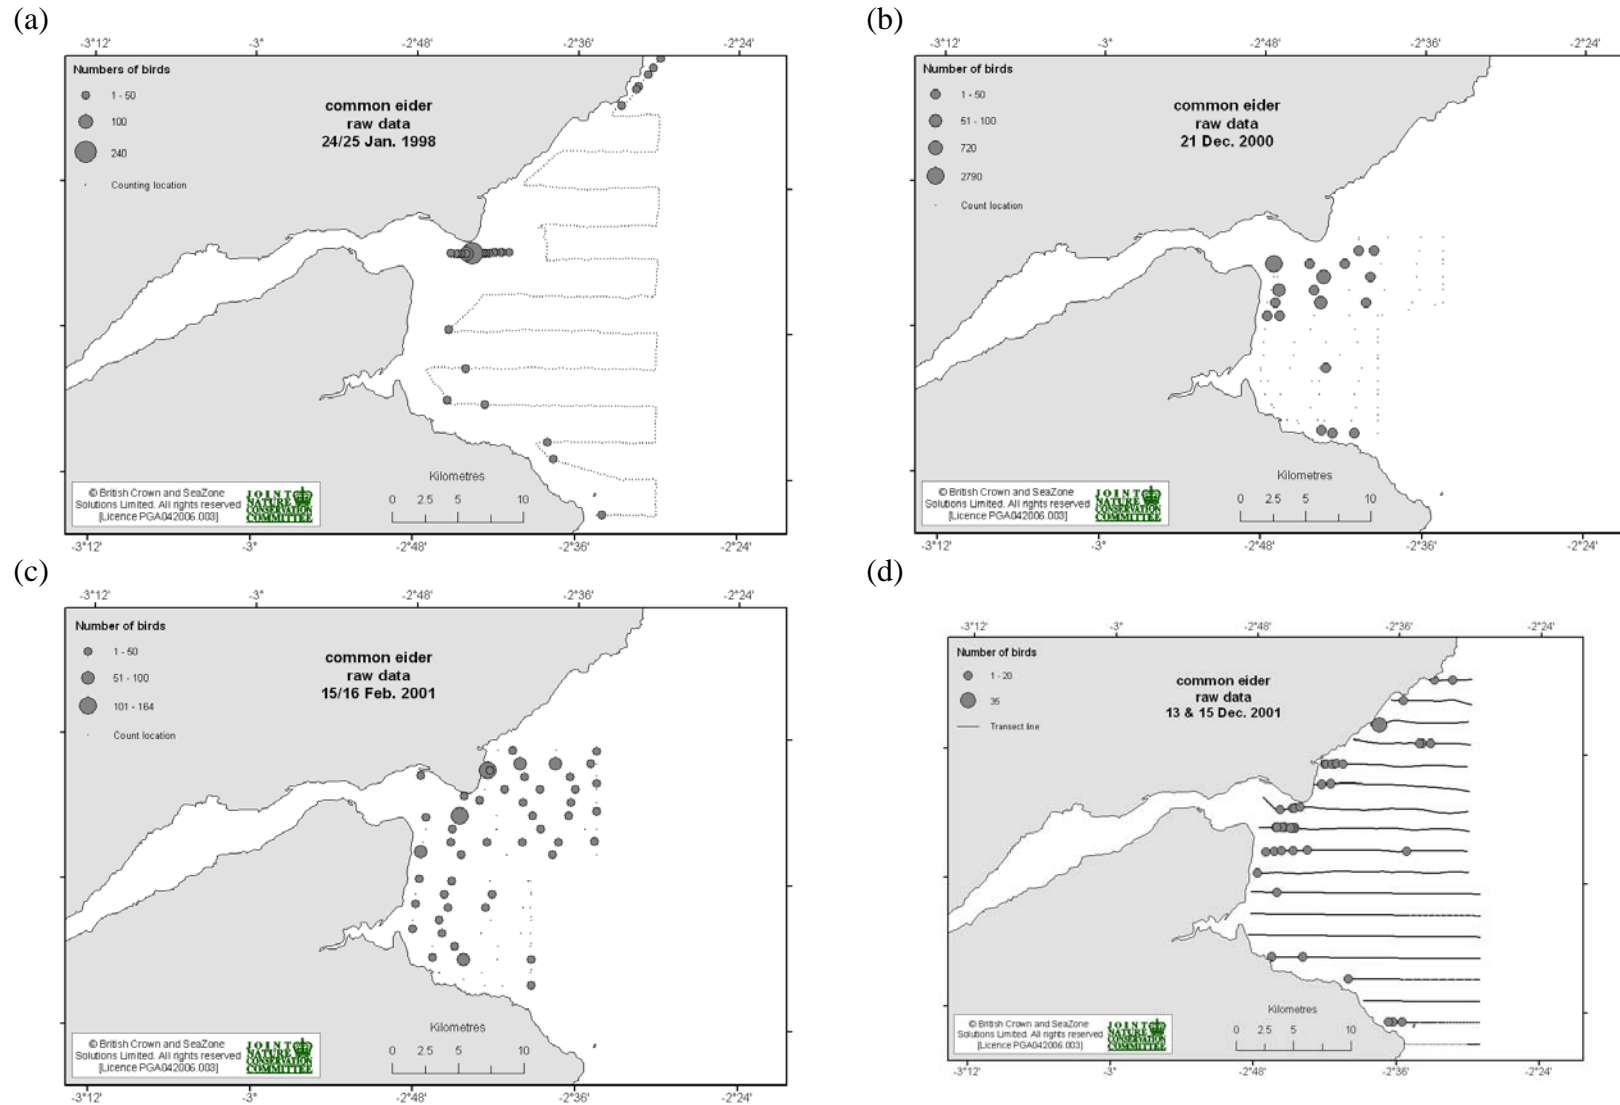 (a)
-3°12' -3° -2°48' -2°36' -2°24'
Numbers of birds
1 - 50
100
240
Counting location
common eider
raw data
24/25 Jan. 1998
Kilometres
0 2.5 5 10
© British Crown and SeaZone
Solutions Limited. All rights reserved
[Licence PGA042006.003]
JOINT
NATURE
CONSERVATION
COMMITTEE
-3°12' -3° -2°48' -2°36' -2°24'
(b)
-3°12' -3° -2°48' -2°36' -2°24'
Number of birds
1 - 50
51 - 100
720
2790
Count location
common eider
raw data
21 Dec. 2000
Kilometres
0 2.5 5 10
© British Crown and SeaZone
Solutions Limited. All rights reserved
[Licence PGA042006.003]
JOINT
NATURE
CONSERVATION
COMMITTEE
-3°12' -3° -2°48' -2°36' -2°24'
(c)
-3°12' -3° -2°48' -2°36' -2°24'
Number of birds
1 - 50
51 - 100
101 - 164
Count location
common eider
raw data
15/16 Feb. 2001
Kilometres
0 2.5 5 10
© British Crown and SeaZone
Solutions Limited. All rights reserved
[Licence PGA042006.003]
JOINT
NATURE
CONSERVATION
COMMITTEE
-3°12' -3° -2°48' -2°36' -2°24'
(d)
-3°12' -3° -2°48' -2°36' -2°24'
Number of birds
1 - 20
35
Transect line
common eider
raw data
13 & 15 Dec. 2001
Kilometres
0 2.5 5 10
© British Crown and SeaZone
Solutions Limited. All rights reserved
[Licence PGA042006.003]
JOINT
NATURE
CONSERVATION
COMMITTEE
-3°12' -3° -2°48' -2°36' -2°24'